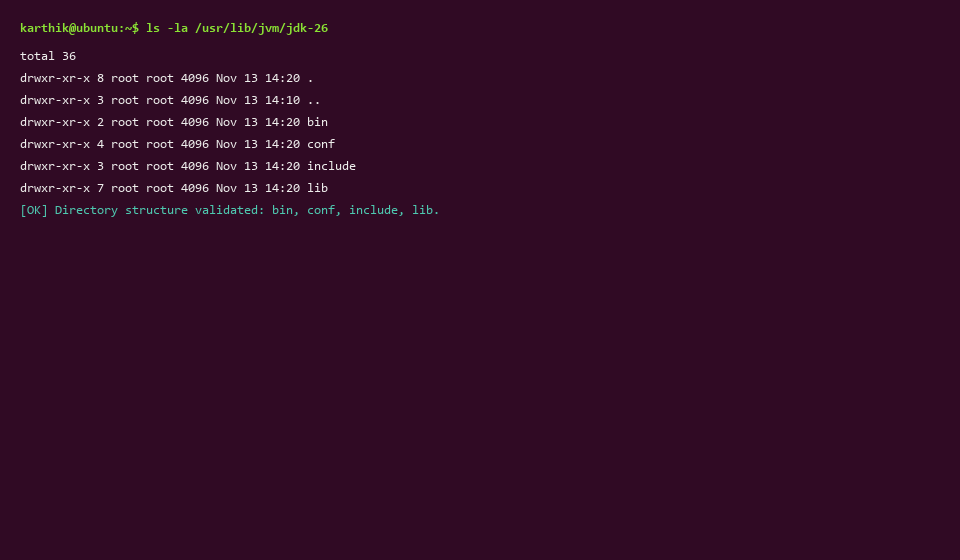 karthik@ubuntu:~$ ls -la /usr/lib/jvm/jdk-26
total 36
drwxr-xr-x 8 root root 4096 Nov 13 14:20 .
drwxr-xr-x 3 root root 4096 Nov 13 14:10 ..
drwxr-xr-x 2 root root 4096 Nov 13 14:20 bin
drwxr-xr-x 4 root root 4096 Nov 13 14:20 conf
drwxr-xr-x 3 root root 4096 Nov 13 14:20 include
drwxr-xr-x 7 root root 4096 Nov 13 14:20 lib
[OK] Directory structure validated: bin, conf, include, lib.